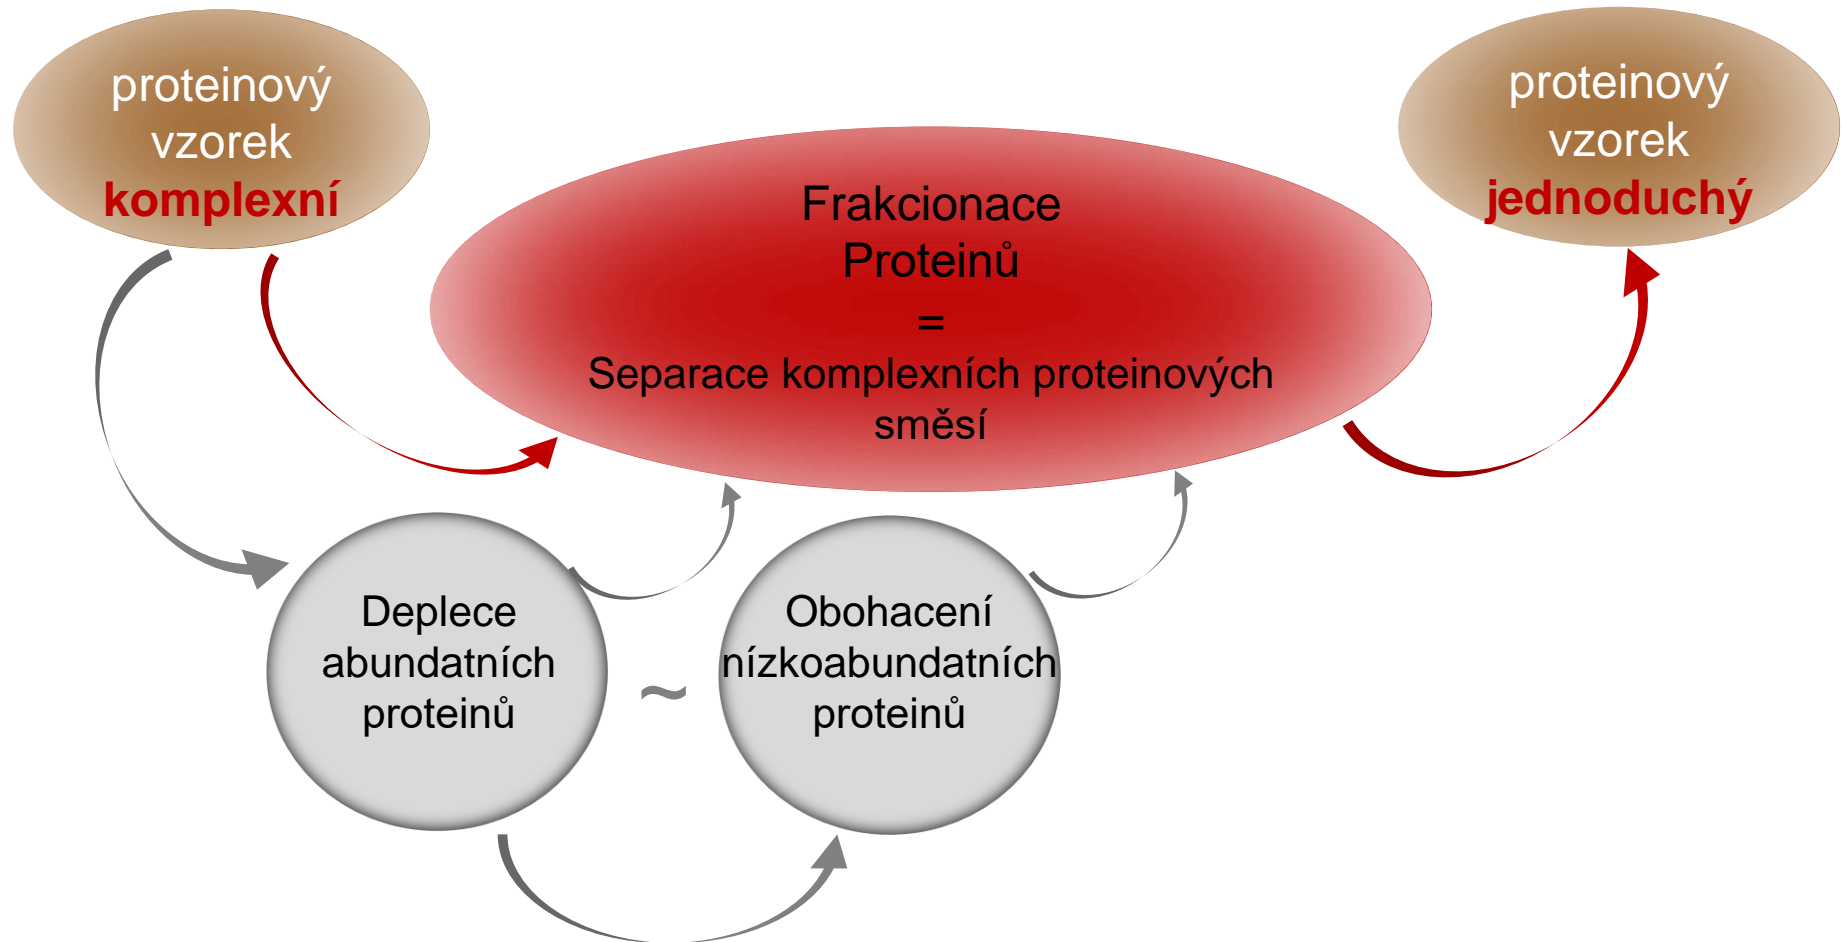 proteinový
vzorek
komplexní
Frakcionace
Proteinů
=
Separace komplexních proteinových
směsí
proteinový
vzorek
jednoduchý
Deplece
abundatních
proteinů
~
Obohacení
nízkoabundatních
proteinů